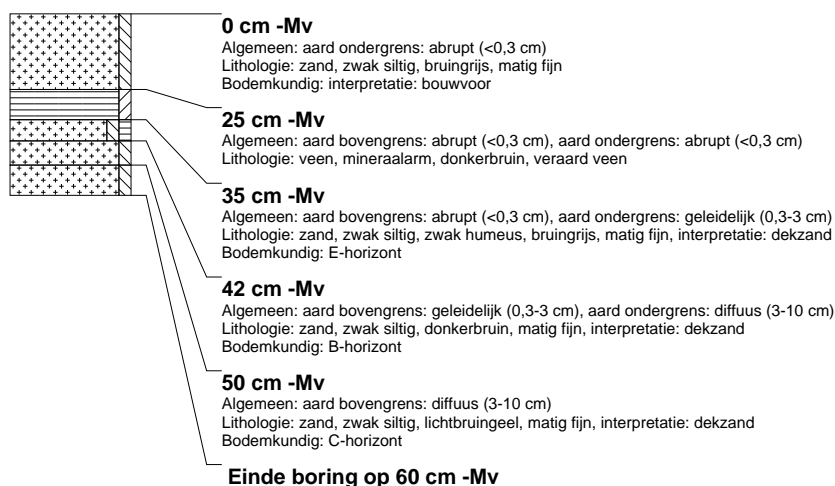 0 cm -Mv
Algemeen: aard ondergrens: abrupt (<0,3 cm)
Lithologie: zand, zwak siltig, bruingrijs, matig fijn
Bodemkundig: interpretatie: bouwvoor
25 cm -Mv
Algemeen: aard bovengrens: abrupt (<0,3 cm), aard ondergrens: abrupt (<0,3 cm)
Lithologie: veen, mineraalarm, donkerbruin, veraard veen
35 cm -Mv
Algemeen: aard bovengrens: abrupt (<0,3 cm), aard ondergrens: geleidelijk (0,3-3 cm)
Lithologie: zand, zwak siltig, zwak humeus, bruingrijs, matig fijn, interpretatie: dekzand
Bodemkundig: E-horizont
42 cm -Mv
Algemeen: aard bovengrens: geleidelijk (0,3-3 cm), aard ondergrens: diffuus (3-10 cm)
Lithologie: zand, zwak siltig, donkerbruin, matig fijn, interpretatie: dekzand
Bodemkundig: B-horizont
50 cm -Mv
Algemeen: aard bovengrens: diffuus (3-10 cm)
Lithologie: zand, zwak siltig, lichtbruingeel, matig fijn, interpretatie: dekzand
Bodemkundig: C-horizont
Einde boring op 60 cm -Mv